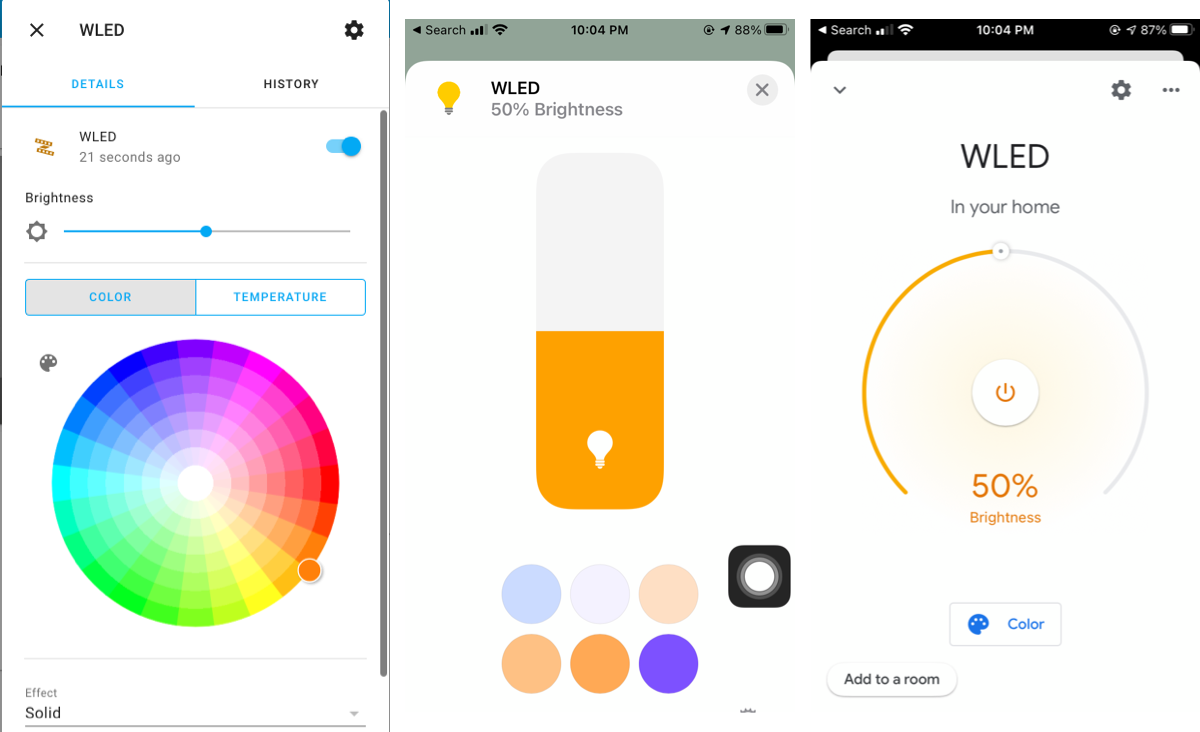 WLED
DETAILS
HISTORY
WLED
21 seconds ago
Brightness
COLOR
TEMPERATURE
Effect
Solid
Search
10:04 PM
88%
WLED
50% Brightness
Search
10:04 PM
87%
WLED
In your home
50%
Brightness
Color
Add to a room